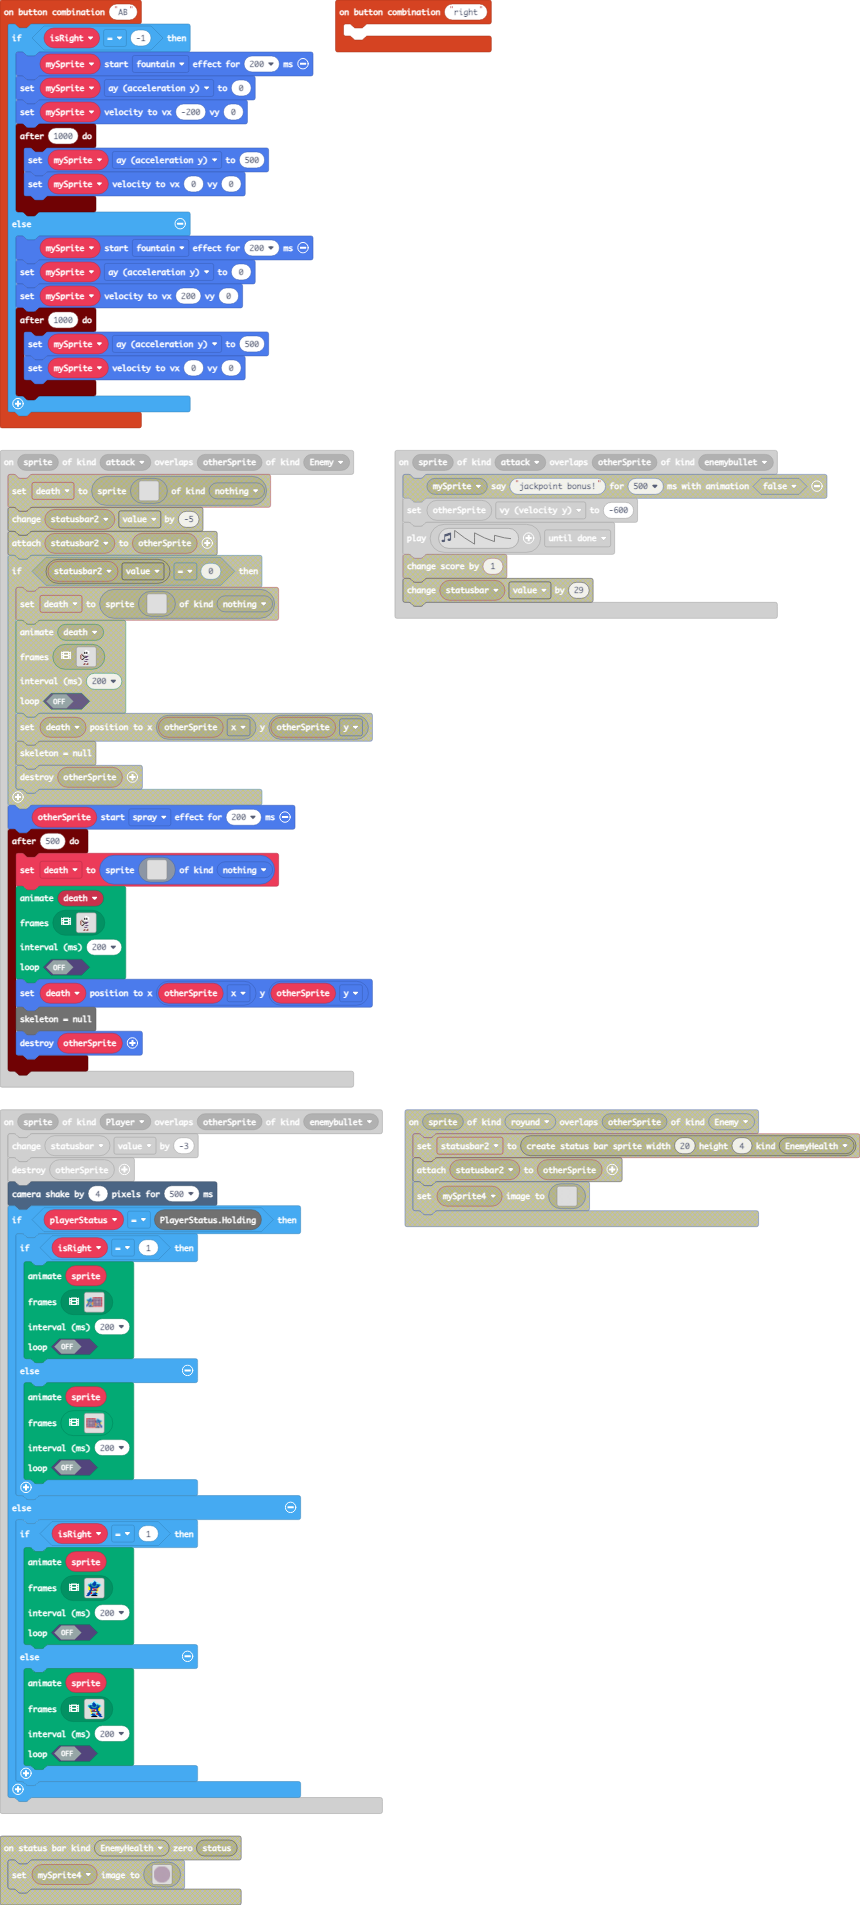 on button combination "AB"
if isRight = -1 then
mySprite start fountain effect for 200 ms
set mySprite ay (acceleration y) to 0
set mySprite velocity to vx -200 vy 0
after 1000 do
set mySprite ay (acceleration y) to 500
set mySprite velocity to vx 0 vy 0
else
mySprite start fountain effect for 200 ms
set mySprite ay (acceleration y) to 0
set mySprite velocity to vx 200 vy 0
after 1000 do
set mySprite ay (acceleration y) to 500
set mySprite velocity to vx 0 vy 0
on button combination "right"
on sprite of kind attack overlaps otherSprite of kind Enemy
set death to sprite of kind nothing
change statusbar2 value by -5
attach statusbar2 to otherSprite
if statusbar2 value = 0 then
set death to sprite of kind nothing
animate death
frames
interval (ms) 200
loop OFF
set death position to x otherSprite x y otherSprite y
skeleton = null
destroy otherSprite
otherSprite start spray effect for 200 ms
after 500 do
set death to sprite of kind nothing
animate death
frames
interval (ms) 200
loop OFF
set death position to x otherSprite x y otherSprite y
skeleton = null
destroy otherSprite
on sprite of kind attack overlaps otherSprite of kind enemybullet
mySprite say "jackpoint bonus!" for 500 ms with animation false
set otherSprite vy (velocity y) to -600
play until done
change score by 1
change statusbar value by 29
on sprite of kind Player overlaps otherSprite of kind enemybullet
change statusbar value by -3
destroy otherSprite
camera shake by 4 pixels for 500 ms
if playerStatus = PlayerStatus.Holding then
if isRight = 1 then
animate sprite
frames
interval (ms) 200
loop OFF
else
animate sprite
frames
interval (ms) 200
loop OFF
else
if isRight = 1 then
animate sprite
frames
interval (ms) 200
loop OFF
else
animate sprite
frames
interval (ms) 200
loop OFF
on sprite of kind royund overlaps otherSprite of kind Enemy
set statusbar2 to create status bar sprite width 20 height 4 kind EnemyHealth
attach statusbar2 to otherSprite
set mySprite4 image to
on status bar kind EnemyHealth zero status
set mySprite4 image to